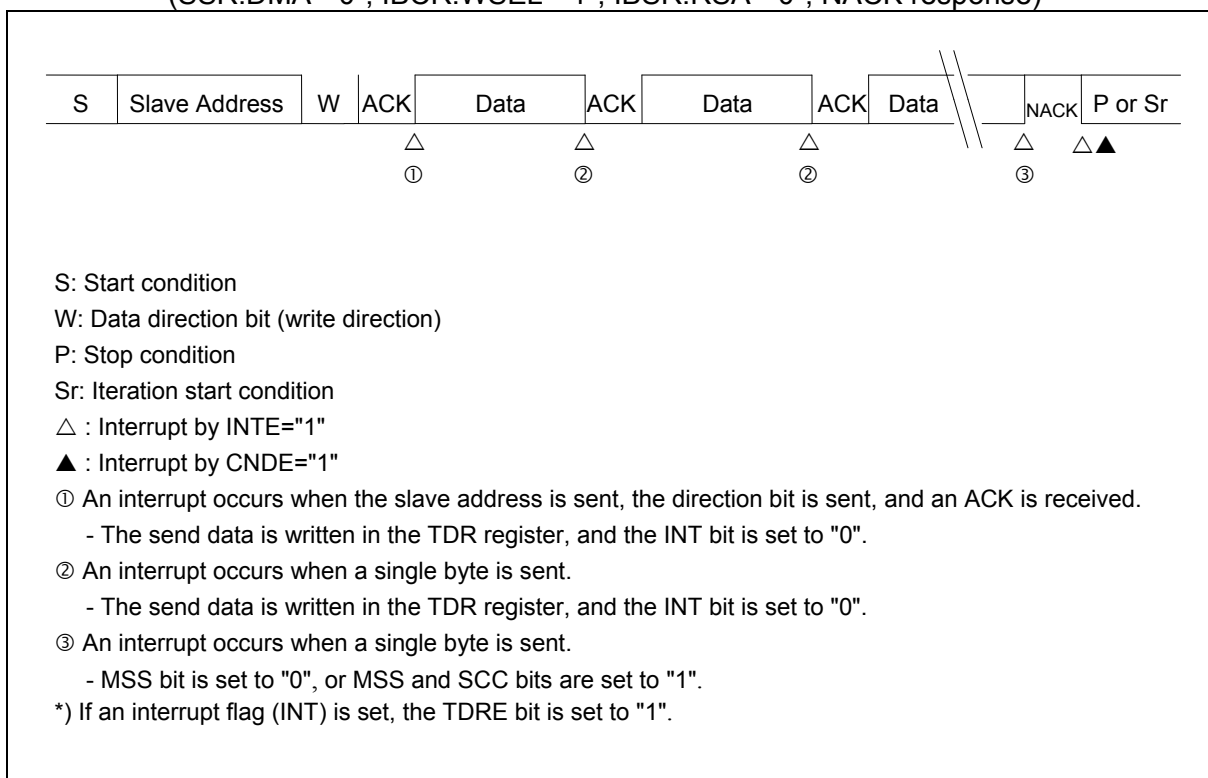 S Slave Address W ACK Data ACK Data ACK Data NACK P or Sr
△ △ △ △ △▲
① ② ② ③
S: Start condition
W: Data direction bit (write direction)
P: Stop condition
Sr: Iteration start condition
△ : Interrupt by INTE="1"
▲ : Interrupt by CNDE="1"
① An interrupt occurs when the slave address is sent, the direction bit is sent, and an ACK is received.
- The send data is written in the TDR register, and the INT bit is set to "0".
② An interrupt occurs when a single byte is sent.
- The send data is written in the TDR register, and the INT bit is set to "0".
③ An interrupt occurs when a single byte is sent.
- MSS bit is set to "0", or MSS and SCC bits are set to "1".
*) If an interrupt flag (INT) is set, the TDRE bit is set to "1".